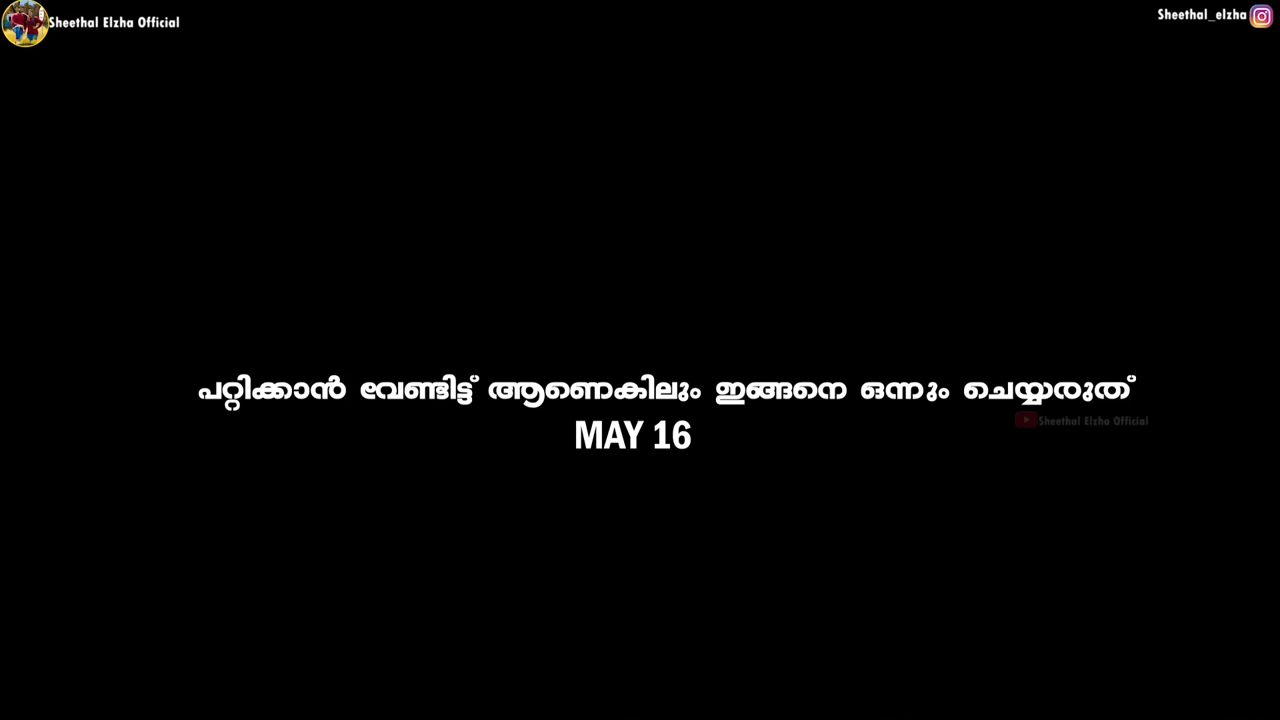 Sheethal Elzha Official
Sheethal_elzha
പറ്റിക്കാൻ വേണ്ടിട്ട് ആണെകിലും ഇങ്ങനെ ഒന്നും ചെയ്യരുത്
Sheethal Elzha Official
MAY 16